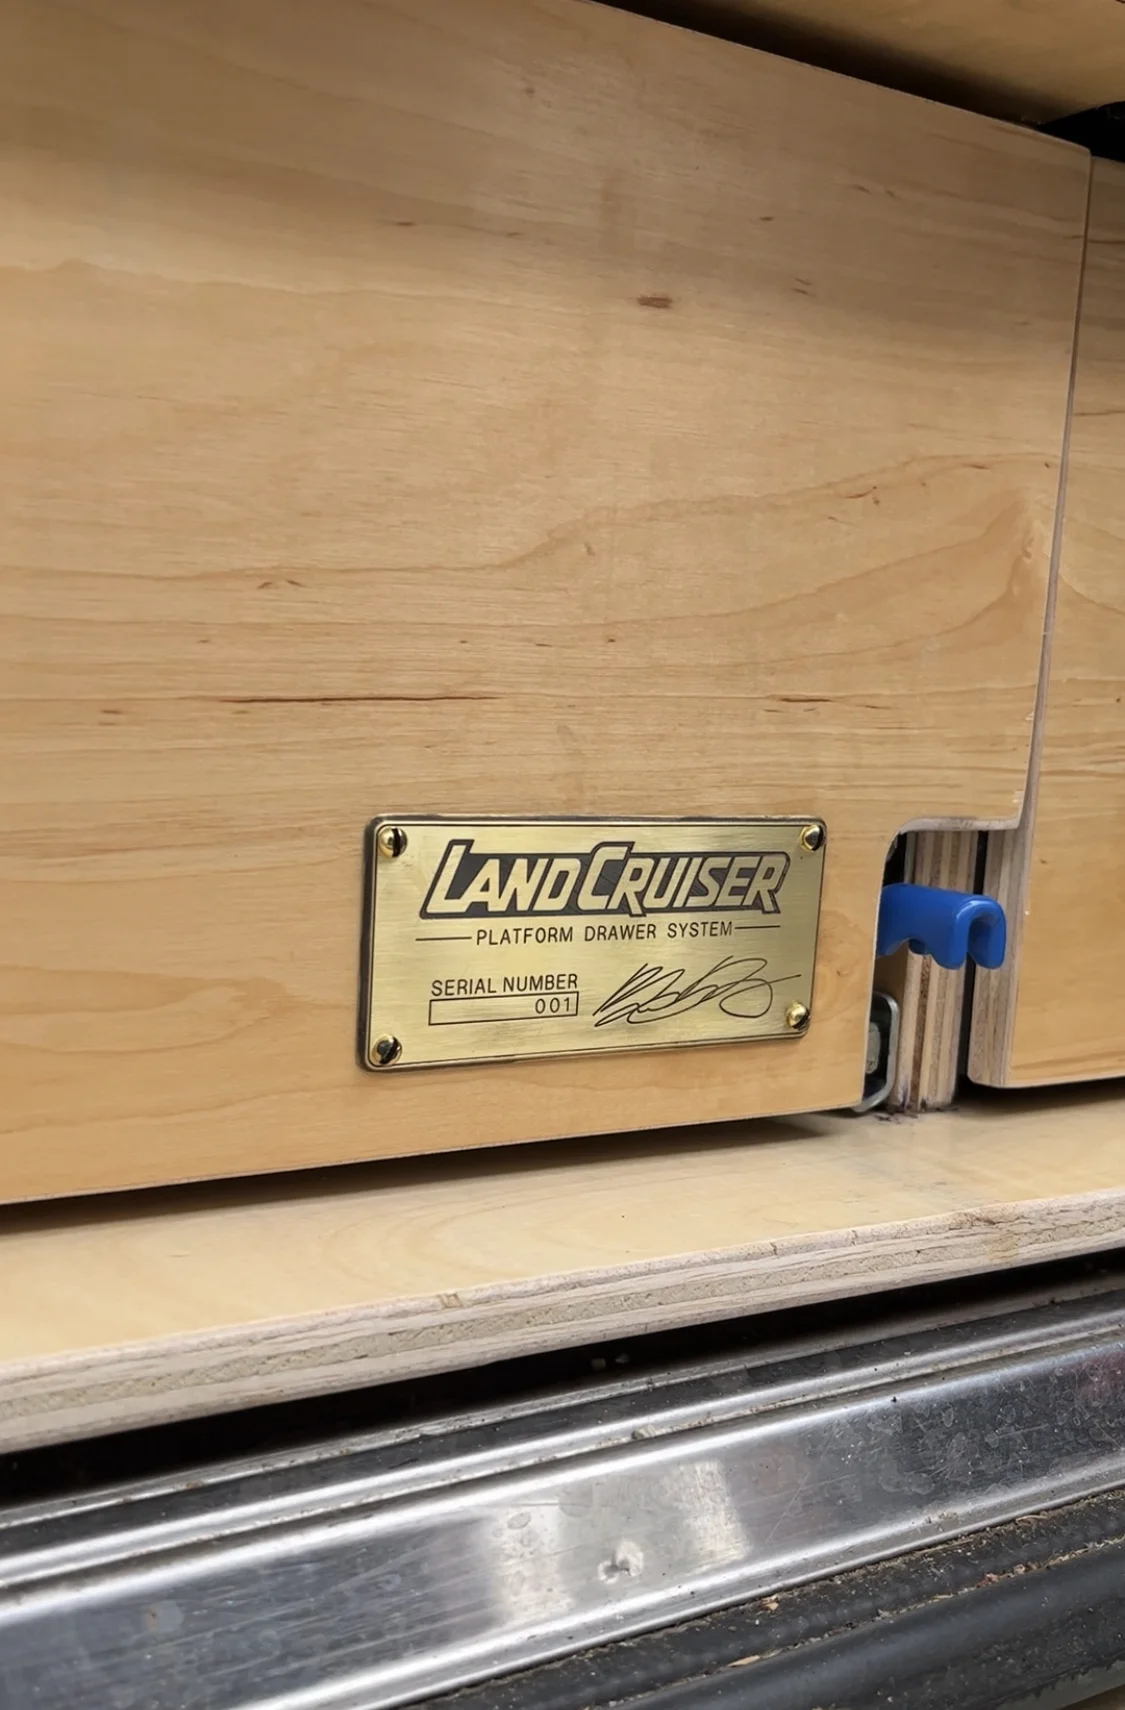 LANDCRUISER
PLATFORM DRAWER SYSTEM
SERIAL NUMBER
001